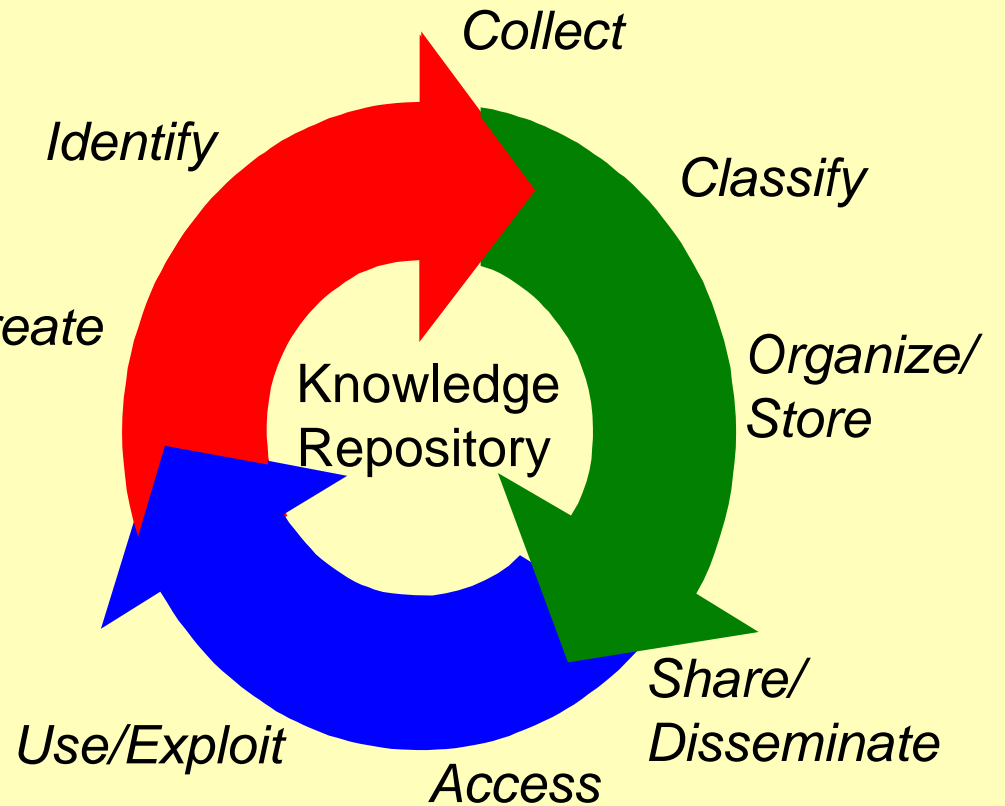 Collect
Identify
Classify
reate
Organize/
Store
Knowledge
Repository
Share/
Disseminate
Use/Exploit
Access